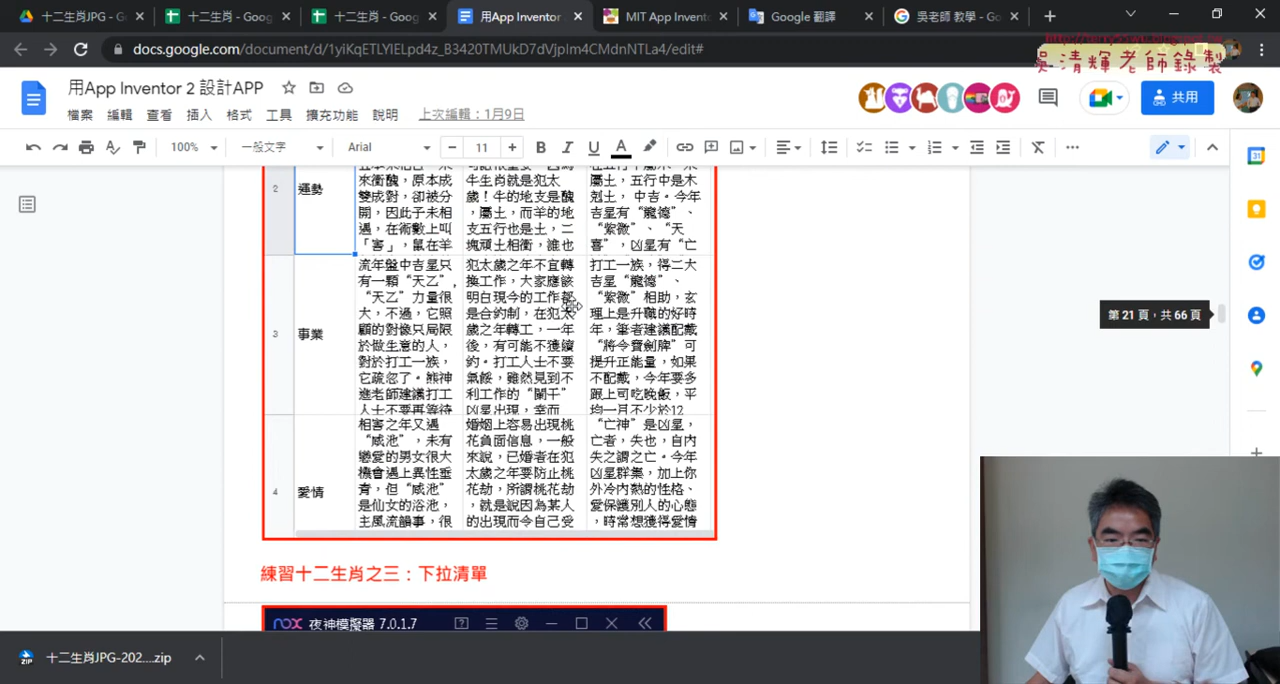 十二生肖JPG - G
十二生肖 - Goog
十二生肖 - Goog
用App Inventor
MIT App Invent
Google 翻譯
吳老師 教學 - Go
docs.google.com/document/d/1yiKqETLYlELpd4z_B3420TMUkD7dVjpIm4CMdnNTLa4/edit#
吳清輝老師錄製
用App Inventor 2 設計APP
檔案 編輯 查看 插入 格式 工具 擴充功能 說明 上次編輯:1月9日
共用
100% 一般文字 Arial 11
2 運勢
來衝醜,原本成
雙成對,卻被分
開,因此子未相
遇,在術數上叫
「害」,鼠在羊
牛生肖就是犯太
歲!牛的地支是醜
,屬土,而羊的地
支五行也是土,二
塊頑土相衝,誰也
屬土,五行中是木
剋土,中吉。今年
吉星有“龍德”、
“紫微”、“天
喜”,凶星有“亡
3 事業
流年盤中吉星只
有一顆“天乙”,
“天乙”力量很
大,不過,它照
顧的對像只局限
於做生意的人,
對於打工一族,
它疏忽了。熊神
進老師建議打工
人士不要再等待
犯太歲之年不宜轉
換工作,大家應該
明白現今的工作都
是合約制,在犯太
歲之年轉工,一年
後,有可能不獲續
約。打工人士不要
氣餒,雖然見到不
利工作的“闌干”
凶星出現,幸而
打工一族,得二大
吉星“龍德”、
“紫微”相助,玄
理上是升職的好時
年,筆者建議配戴
“將令寶劍牌”可
提升正能量,如果
不配戴,今年要多
跟上司吃晚飯,平
均一月不少於12
4 愛情
相害之年又遇
“咸池”,未有
戀愛的男女很大
機會遇上異性垂
青,但“咸池”
是仙女的浴池,
主風流韻事,很
婚姻上容易出現桃
花負面信息,一般
來說,已婚者在犯
太歲之年要防止桃
花劫,所謂桃花劫
,就是說因為某人
的出現而令自己受
“亡神”是凶星,
亡者,失也,自內
失之謂之亡。今年
凶星群集,加上你
外冷內熱的性格、
愛保護別人的心態
,時常想獲得愛情
第 21 頁,共 66 頁
練習十二生肖之三:下拉清單
nox 夜神模擬器 7.0.1.7
十二生肖JPG-202....zip